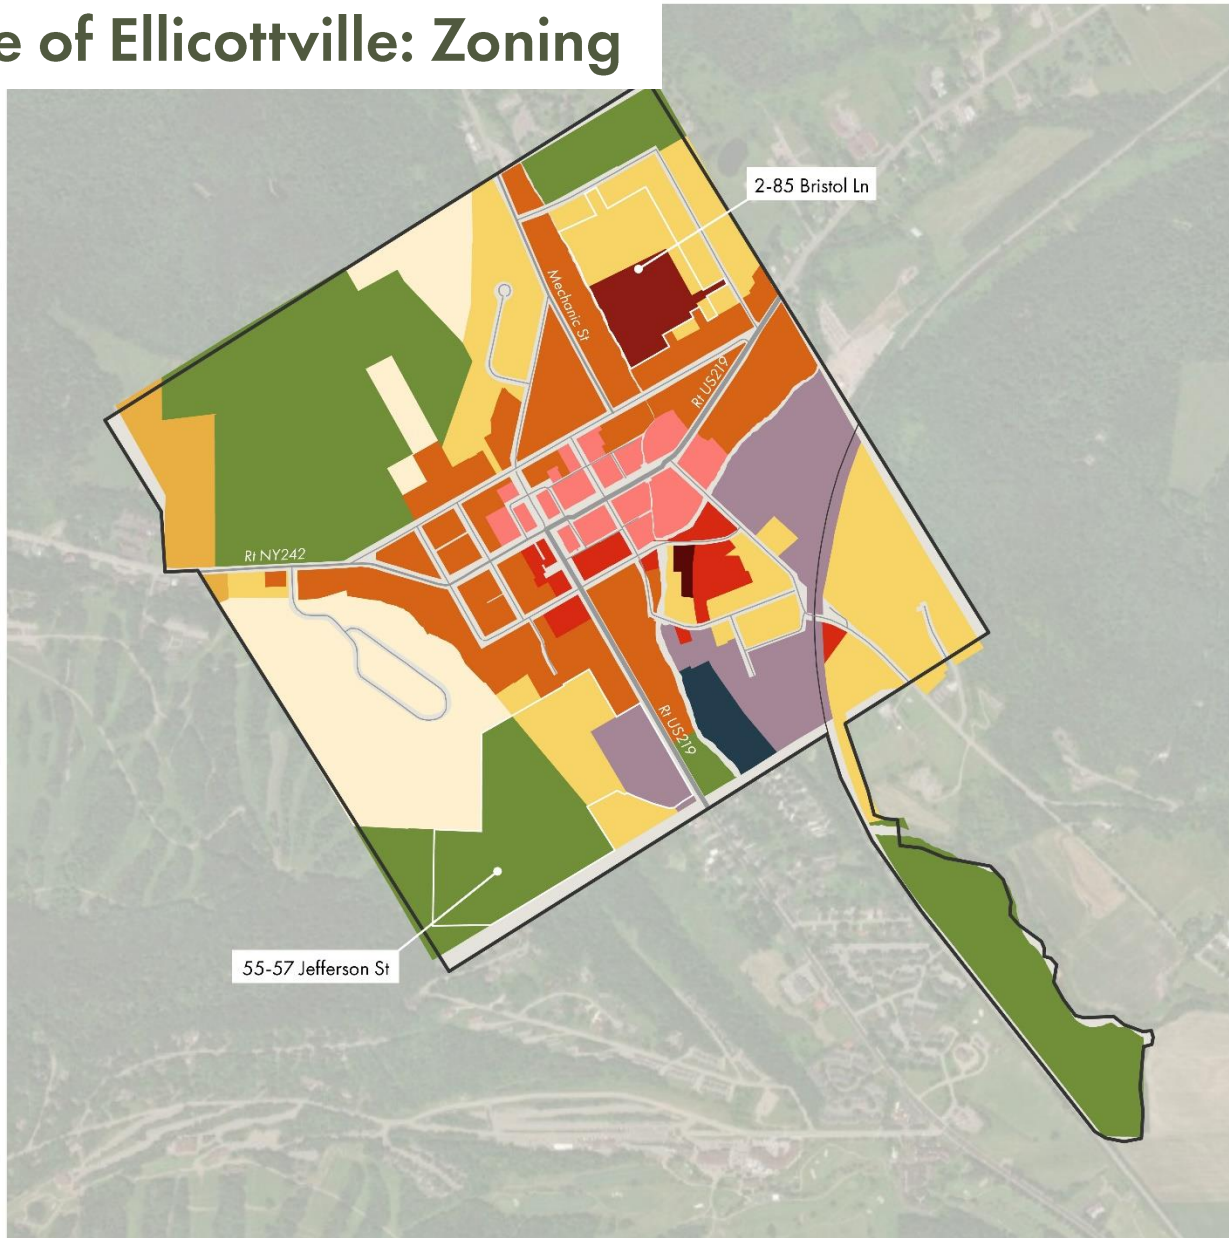 e of Ellicottville: Zoning
2-85 Bristol Ln
Mechanic St
Rt US219
Rt NY242
Rt US219
55-57 Jefferson St